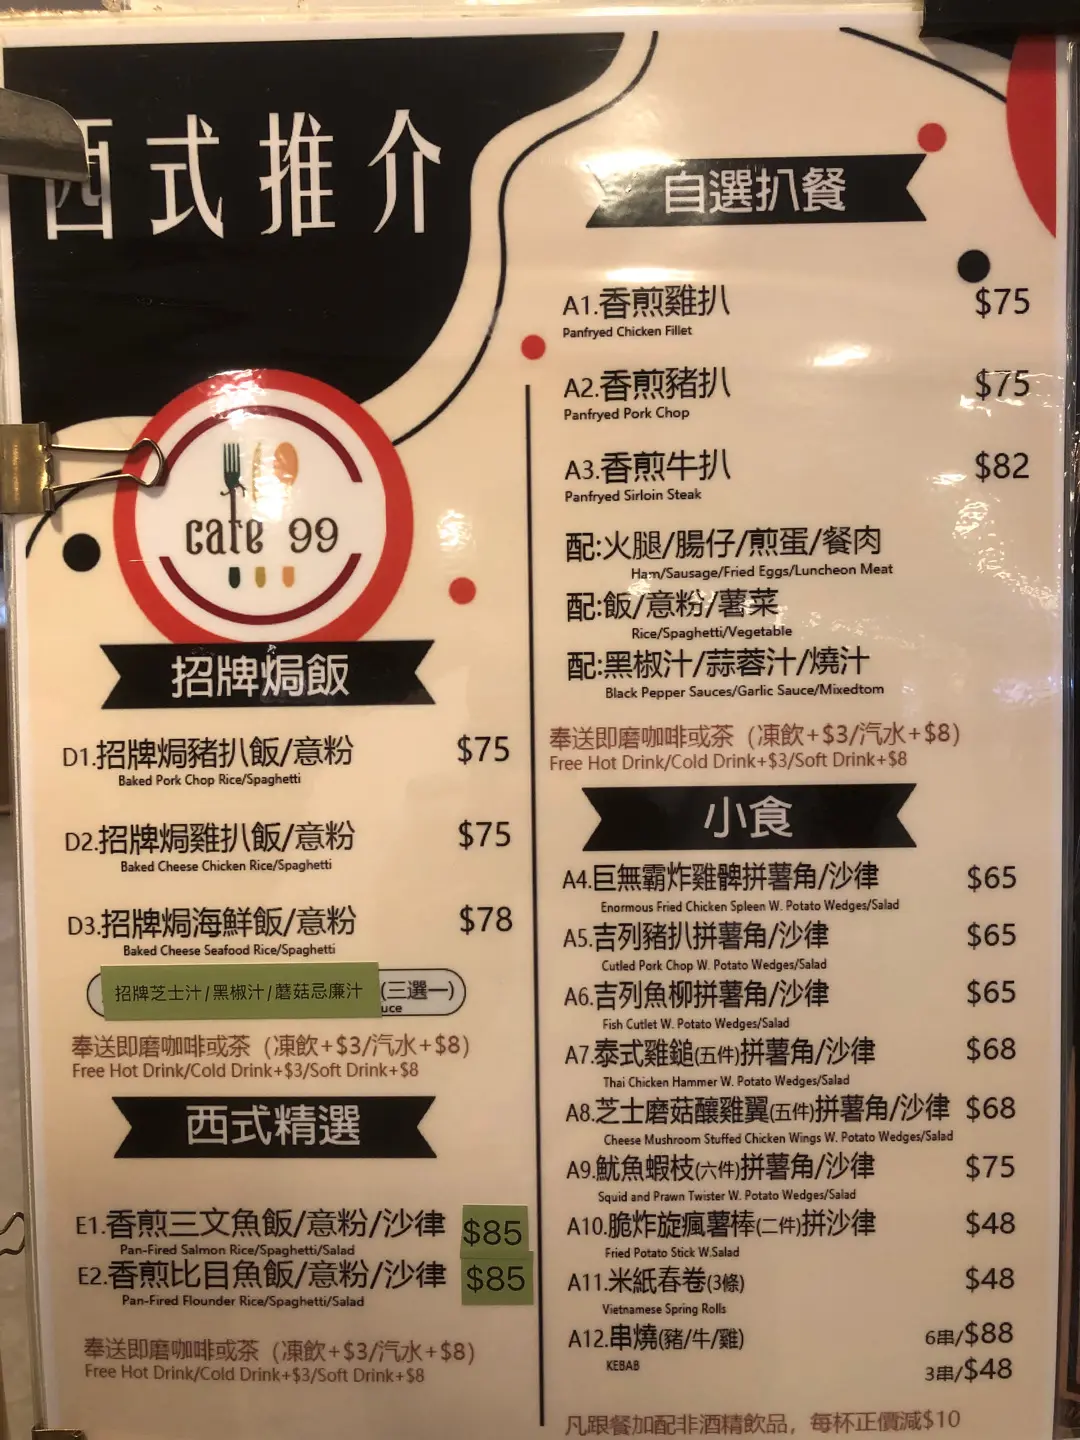 西式推介
cafe 99
招牌焗飯
D1.招牌焗豬扒飯/意粉 $75
Baked Pork Chop Rice/Spaghetti
D2.招牌焗雞扒飯/意粉 $75
Baked Cheese Chicken Rice/Spaghetti
D3.招牌焗海鮮飯/意粉 $78
Baked Cheese Seafood Rice/Spaghetti
招牌芝士汁/黑椒汁/蘑菇忌廉汁 (三選一)
uce
奉送即磨咖啡或茶（凍飲+$3/汽水+$8）
Free Hot Drink/Cold Drink+$3/Soft Drink+$8
西式精選
E1.香煎三文魚飯/意粉/沙律 $85
Pan-Fired Salmon Rice/Spaghetti/Salad
E2.香煎比目魚飯/意粉/沙律 $85
Pan-Fired Flounder Rice/Spaghetti/Salad
奉送即磨咖啡或茶（凍飲+$3/汽水+$8）
Free Hot Drink/Cold Drink+$3/Soft Drink+$8
自選扒餐
A1.香煎雞扒 $75
Panfryed Chicken Fillet
A2.香煎豬扒 $75
Panfryed Pork Chop
A3.香煎牛扒 $82
Panfryed Sirloin Steak
配:火腿/腸仔/煎蛋/餐肉
Ham/Sausage/Fried Eggs/Luncheon Meat
配:飯/意粉/薯菜
Rice/Spaghetti/Vegetable
配:黑椒汁/蒜蓉汁/燒汁
Black Pepper Sauces/Garlic Sauce/Mixedtom
奉送即磨咖啡或茶（凍飲+$3/汽水+$8）
Free Hot Drink/Cold Drink+$3/Soft Drink+$8
小食
A4.巨無霸炸雞髀拼薯角/沙律 $65
Enormous Fried Chicken Spleen W. Potato Wedges/Salad
A5.吉列豬扒拼薯角/沙律 $65
Cutled Pork Chop W. Potato Wedges/Salad
A6.吉列魚柳拼薯角/沙律 $65
Fish Cutlet W. Potato Wedges/Salad
A7.泰式雞鎚(五件)拼薯角/沙律 $68
Thai Chicken Hammer W. Potato Wedges/Salad
A8.芝士磨菇釀雞翼(五件)拼薯角/沙律 $68
Cheese Mushroom Stuffed Chicken Wings W. Potato Wedges/Salad
A9.魷魚蝦枝(六件)拼薯角/沙律 $75
Squid and Prawn Twister W. Potato Wedges/Salad
A10.脆炸旋瘋薯棒(二件)拼沙律 $48
Fried Potato Stick W.Salad
A11.米紙春卷(3條) $48
Vietnamese Spring Rolls
A12.串燒(豬/牛/雞) 6串/$88
KEBAB 3串/$48
凡跟餐加配非酒精飲品，每杯正價減$10